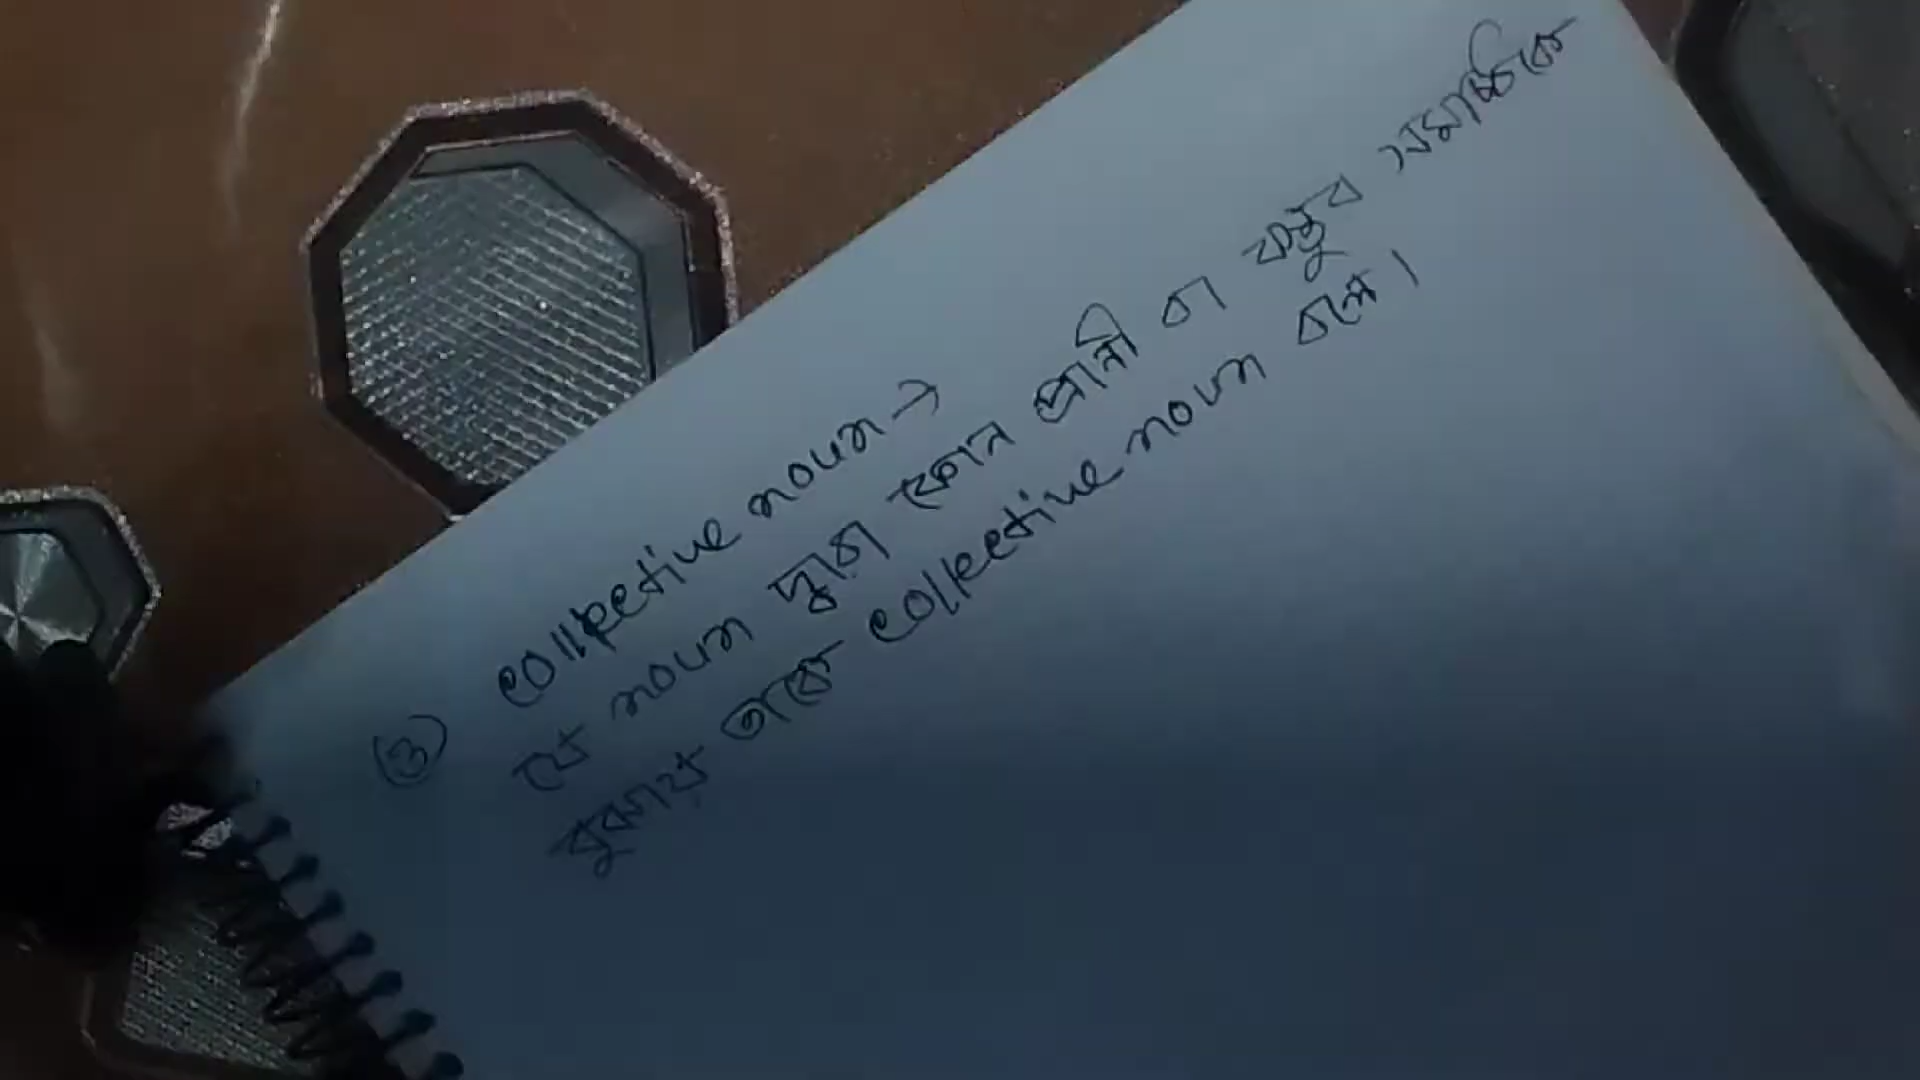 (3) collective noun →
যে noun দ্বারা কোন প্রানী বা বস্তুর সমষ্টিকে
বুঝায় তাকে collective noun বলে।